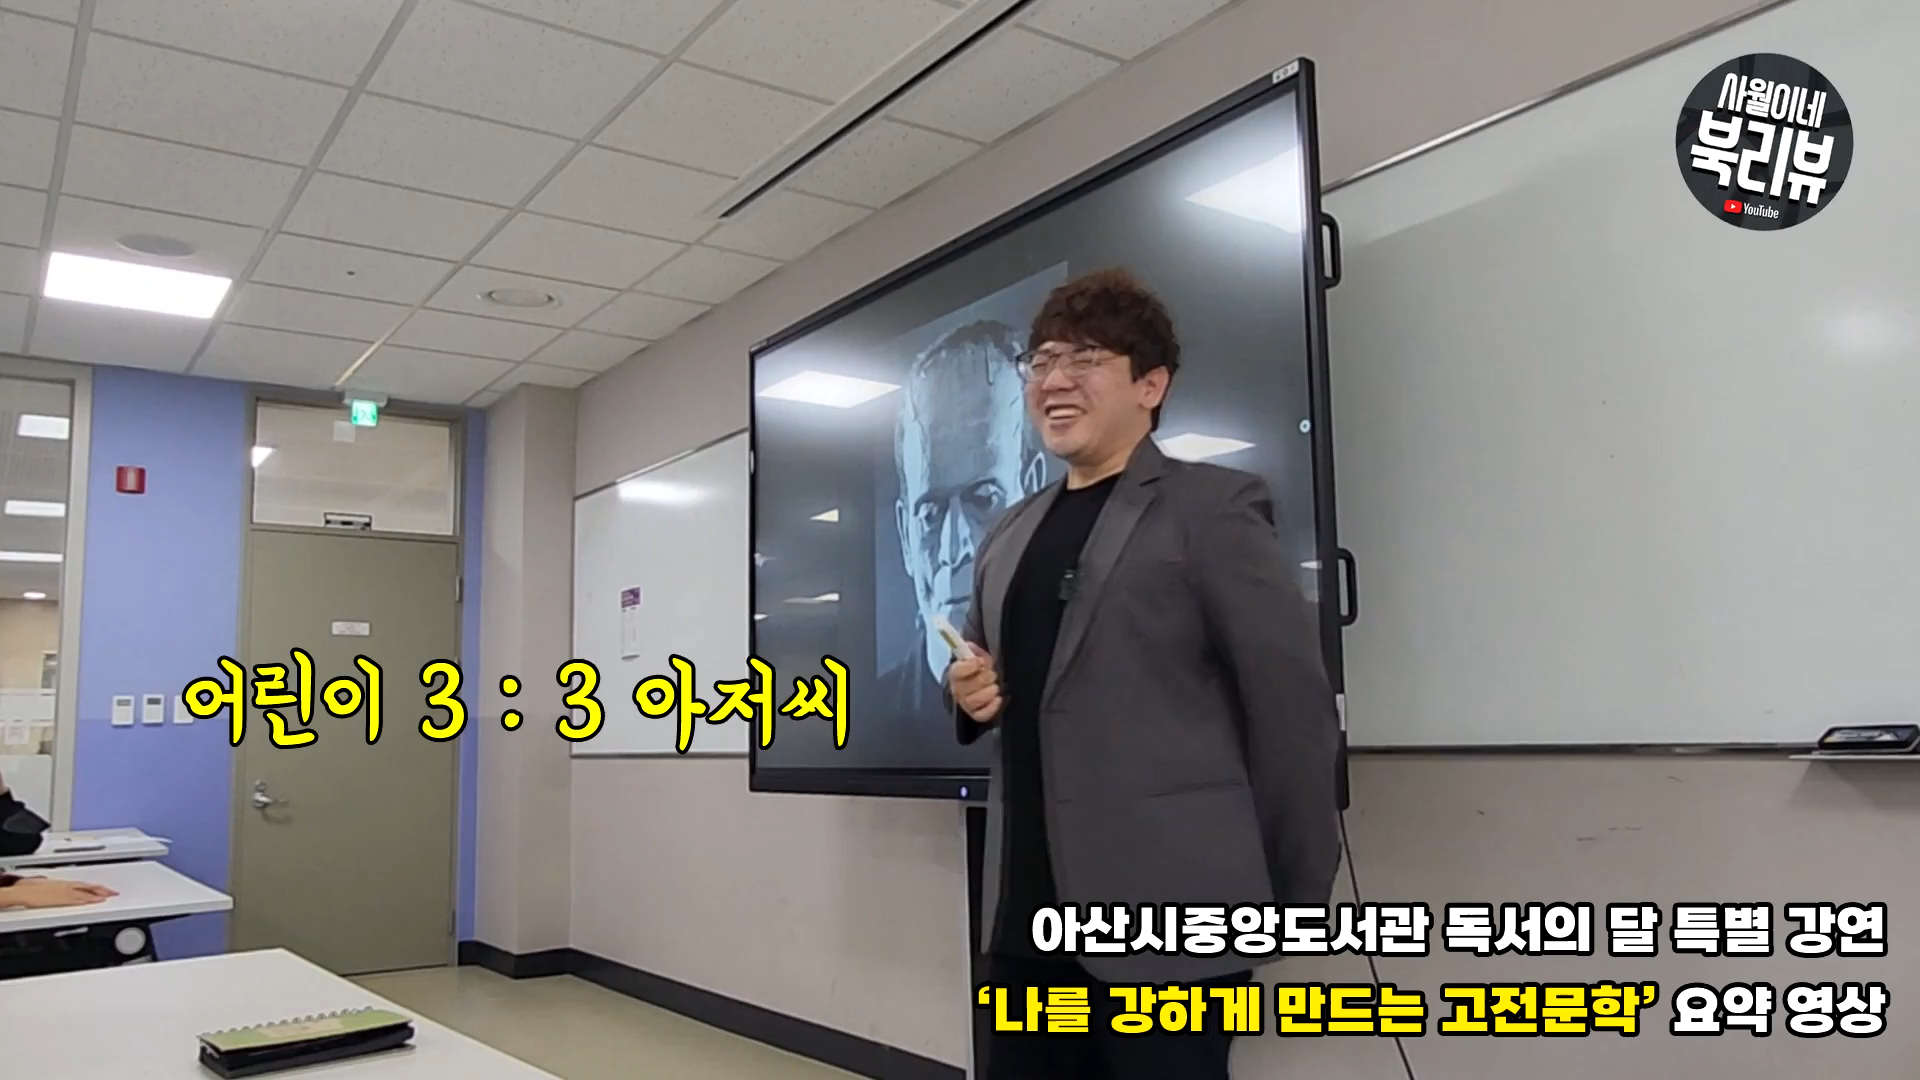 사월이네
북리뷰
YouTube
어린이 3 : 3 아저씨
아산시중앙도서관 독서의 달 특별 강연
‘나를 강하게 만드는 고전문학’ 요약 영상